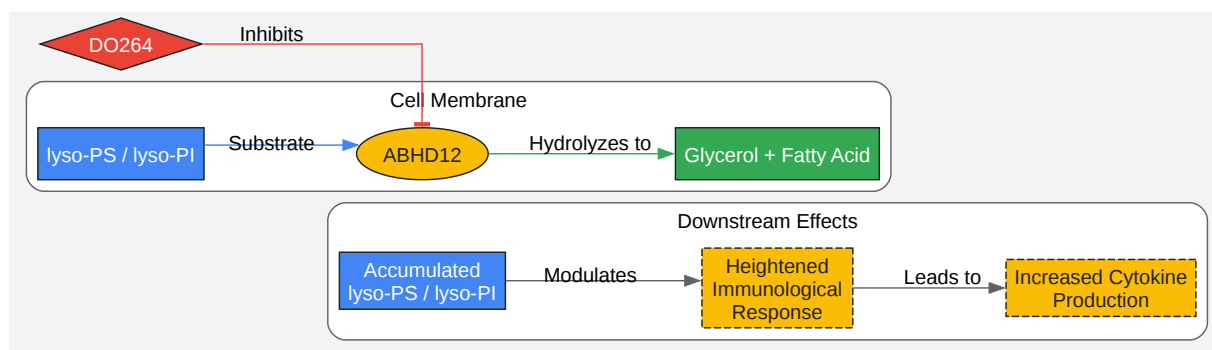 DO264
Inhibits
Cell Membrane
lyso-PS / lyso-PI
Substrate
ABHD12
Hydrolyzes to
Glycerol + Fatty Acid
Downstream Effects
Accumulated
lyso-PS / lyso-PI
Modulates
Heightened
Immunological
Response
Leads to
Increased Cytokine
Production